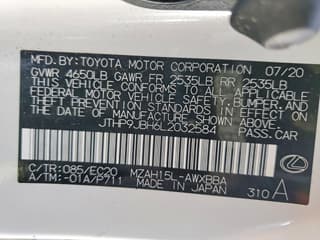 MFD. BY: TOYOTA MOTOR CORPORATION 07/20
GVWR 4650LB GAWR FR 2535LB RR 2535LB
THIS VEHICLE CONFORMS TO ALL APPLICABLE
FEDERAL MOTOR VEHICLE SAFETY, BUMPER, AND
THEFT PREVENTION STANDARDS IN EFFECT ON
THE DATE OF MANUFACTURE SHOWN ABOVE.
JTHP9JBH6L2032584 PASS. CAR
C/TR: 085/EC20 MZAH15L-AWXBBA
A/TM: -01A/P711 MADE IN JAPAN 310 A